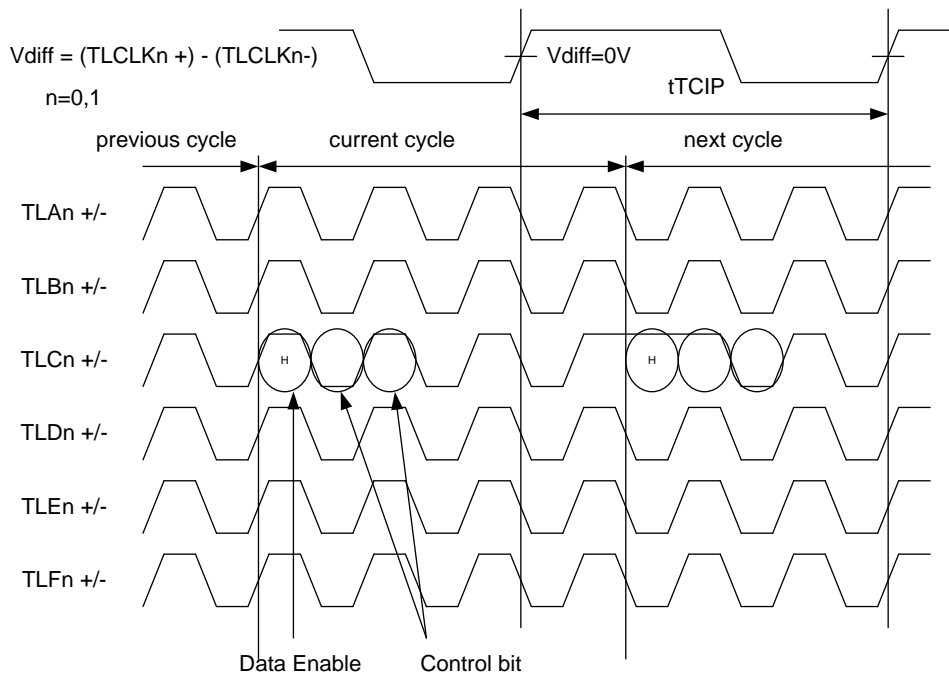 Vdiff = (TLCLKn +) - (TLCLKn-)
Vdiff=0V
n=0,1
tTCIP
previous cycle
current cycle
next cycle
TLAn +/-
TLBn +/-
TLCn +/-
H
H
TLDn +/-
TLEn +/-
TLFn +/-
Data Enable
Control bit